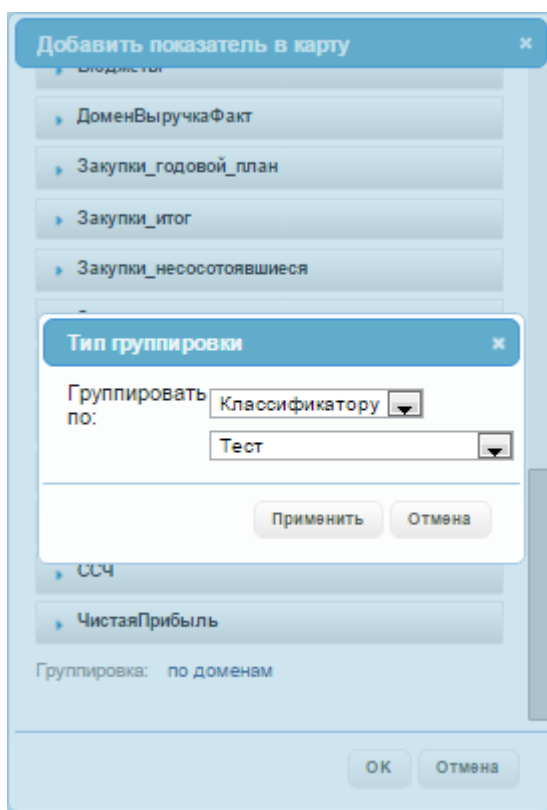 Добавить показатель в карту
Бюджеты
ДоменВыручкаФакт
Закупки_годовой_план
Закупки_итог
Закупки_несосотоявшиеся
Тип группировки
Группировать по:
Классификатору
Тест
Применить Отмена
ССЧ
ЧистаяПрибыль
Группировка: по доменам
ОК Отмена